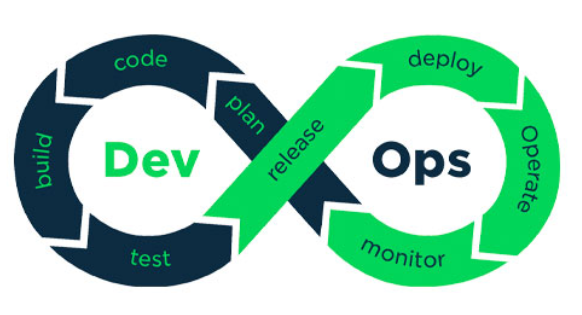 code
deploy
plan
release
build
Dev
Ops
Operate
test
monitor